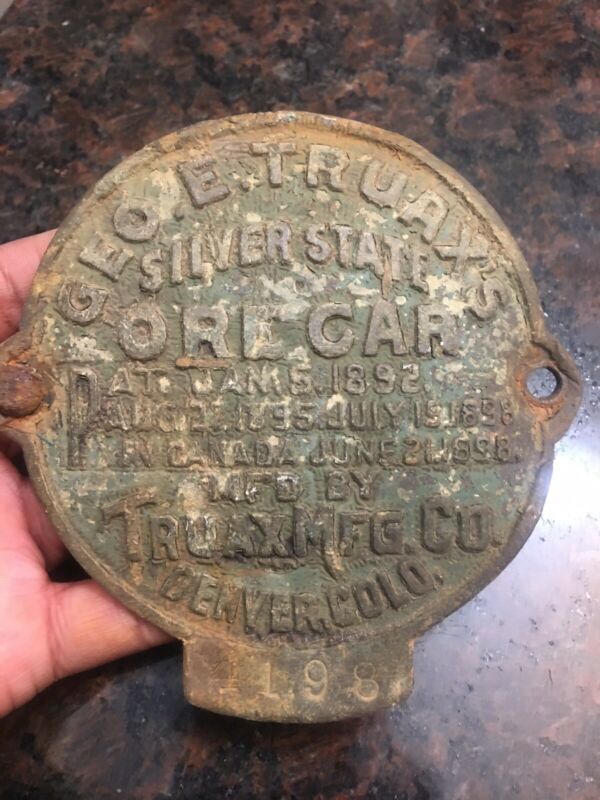 GEO. E. TRUAX'S
SILVER STATE
ORE CAR
PAT. JAN. 5. 1892.
AUG. 27. 1895. JULY 19. 1898
IN CANADA JUNE 21. 1898.
MF'D BY
TRUAX MFG. CO.
DENVER, COLO.
1198